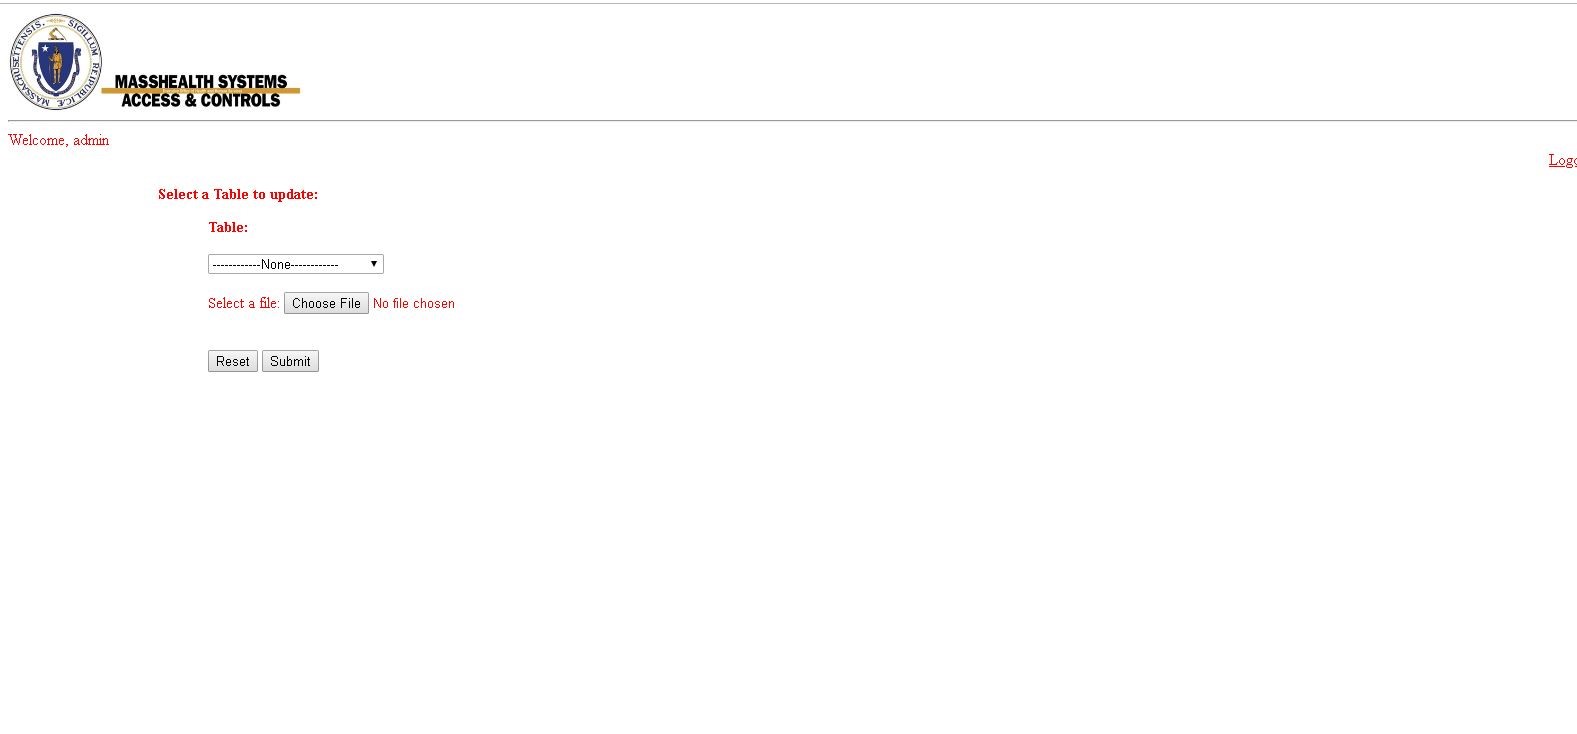 MASSACHUSETTENSIS. SIGILLUM REIPUBLICÆ
MASSHEALTH SYSTEMS
ACCESS & CONTROLS
Welcome, admin
Logo
Select a Table to update:
Table:
------------None------------
Select a file: Choose File No file chosen
Reset Submit